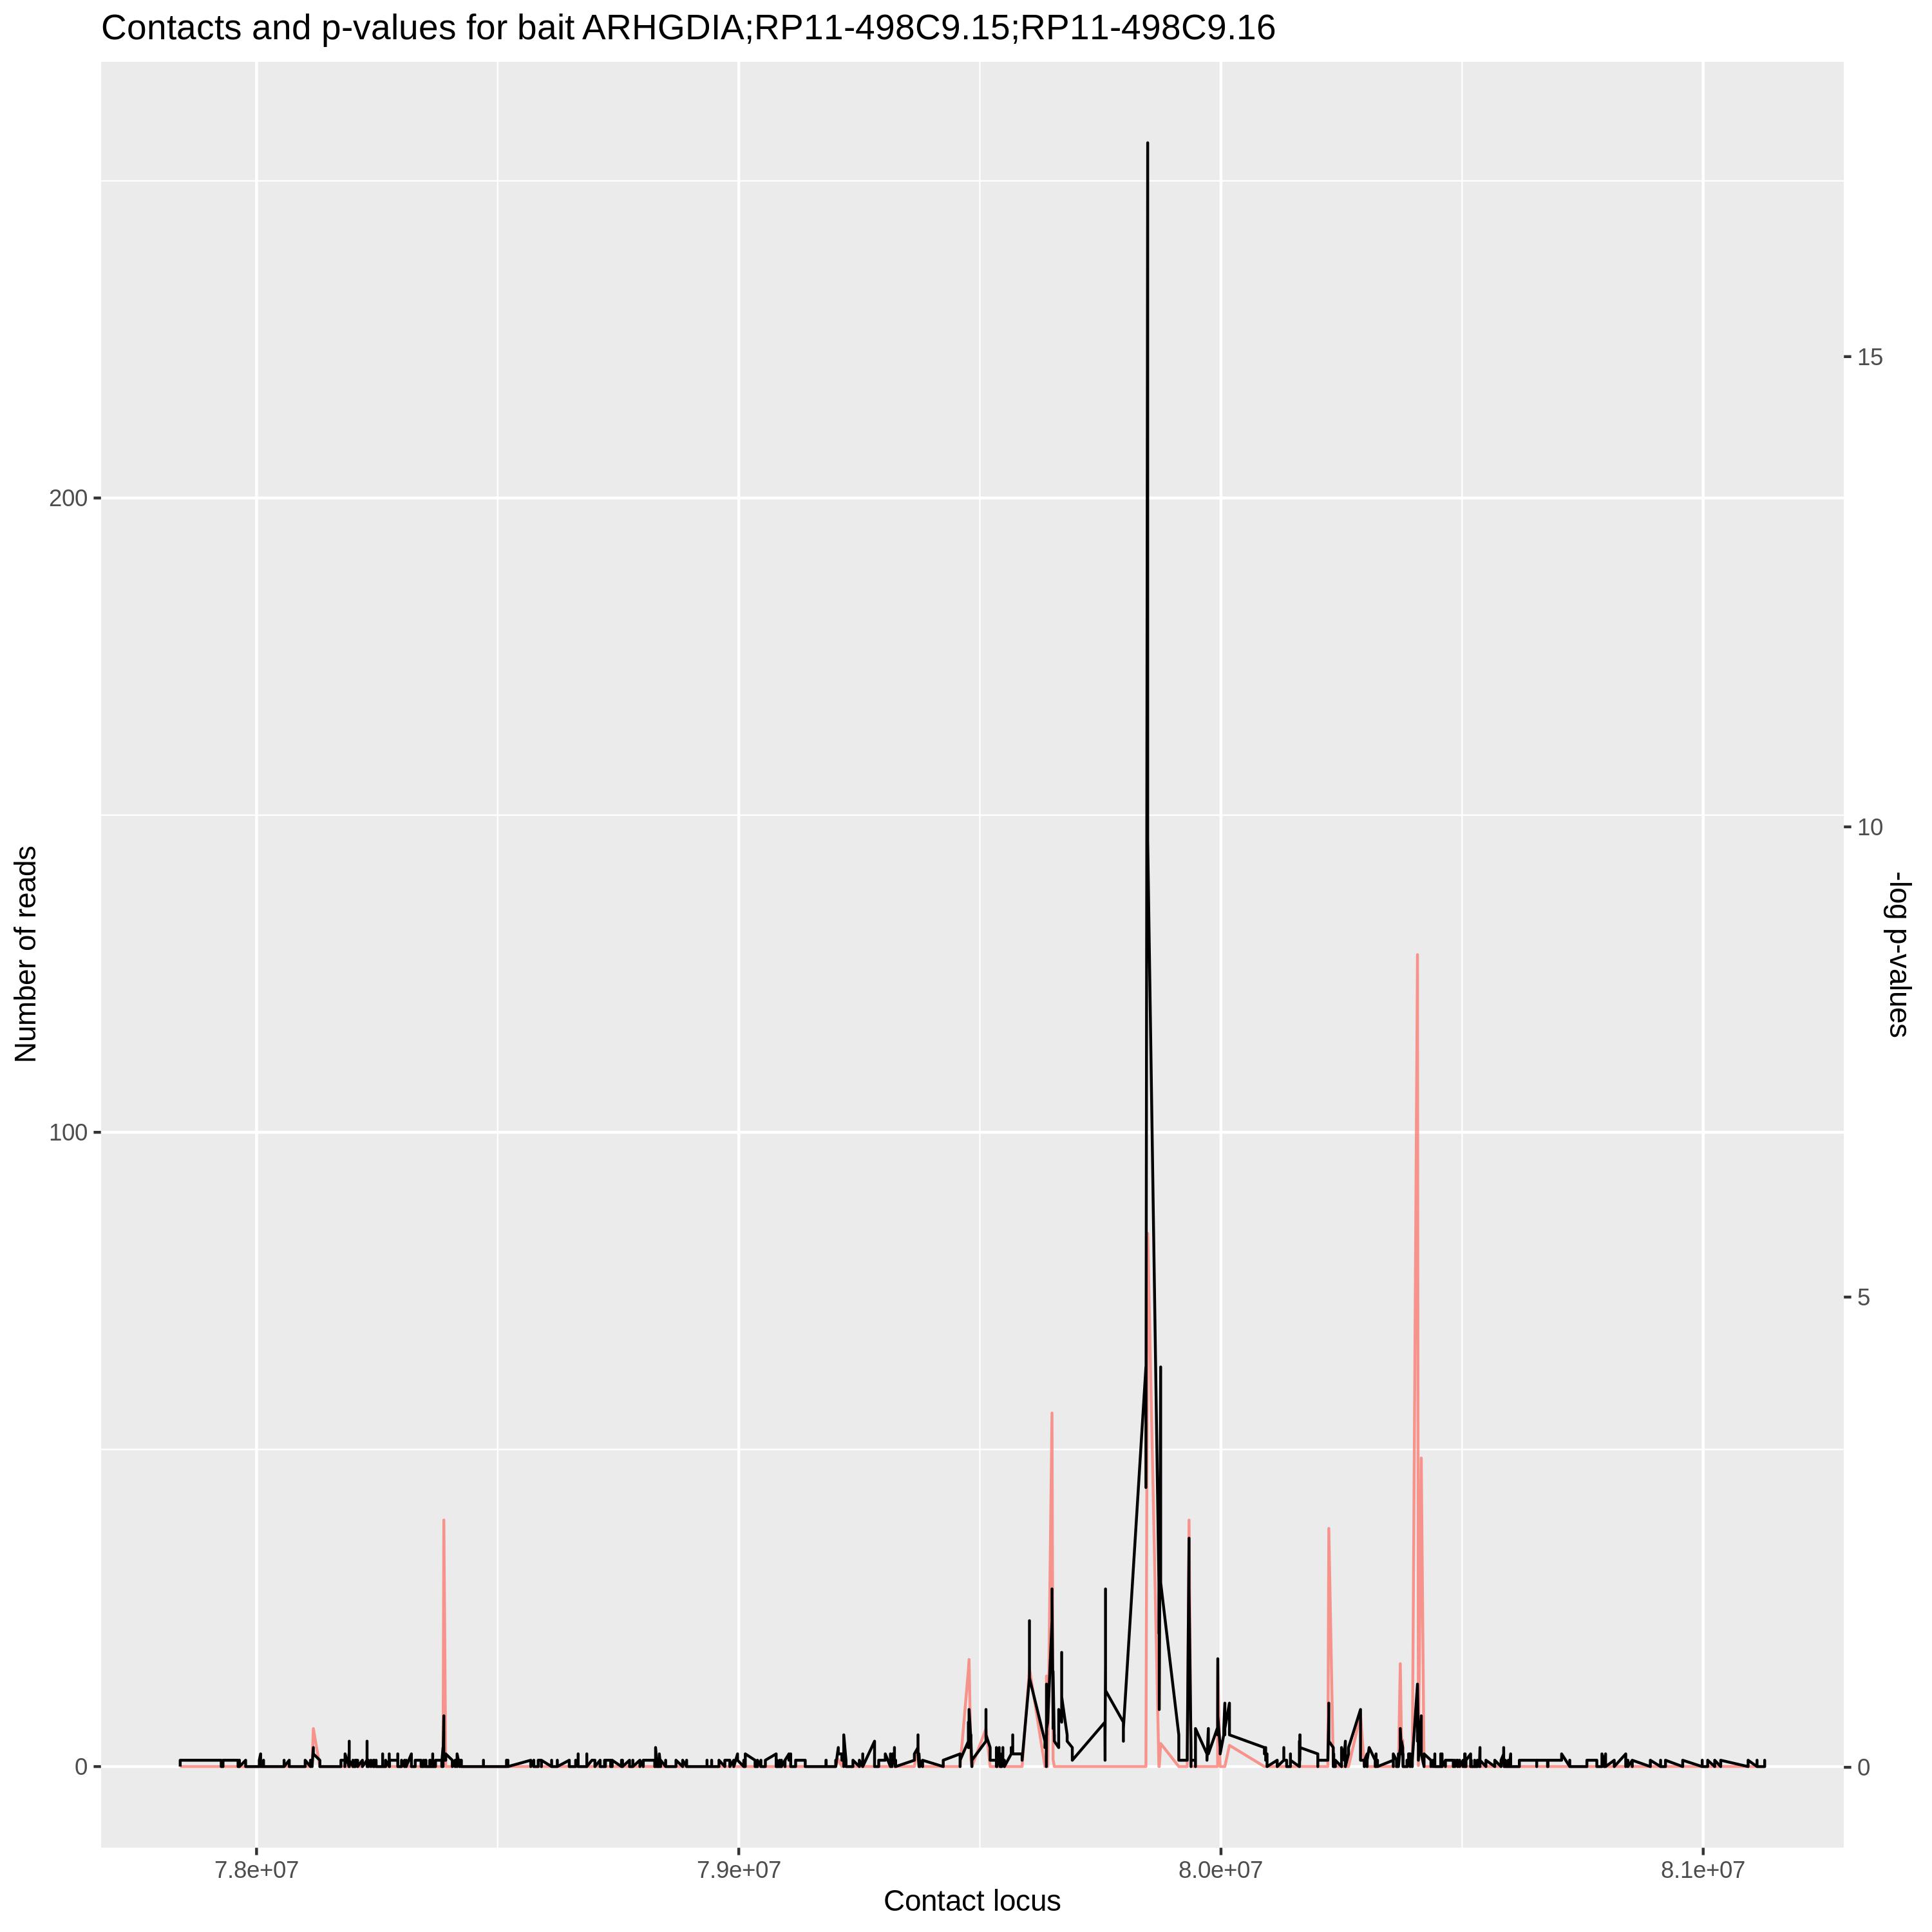 Contacts and p-values for bait ARHGDIA;RP11-498C9.15;RP11-498C9.16
Number of reads
200
100
0
15
10
5
0
-log p-values
7.8e+07
7.9e+07
8.0e+07
8.1e+07
Contact locus